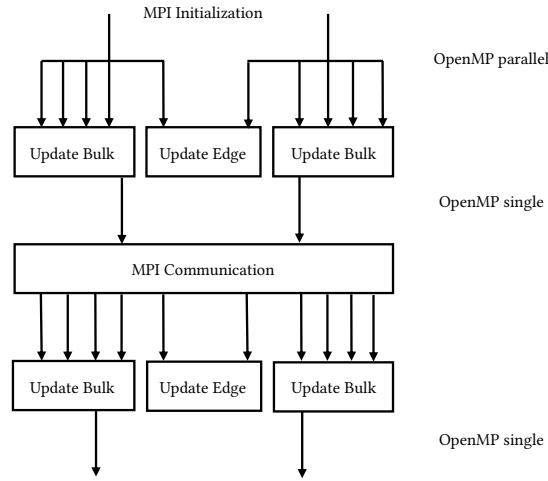 MPI Initialization
OpenMP parallel
Update Bulk
Update Edge
Update Bulk
OpenMP single
MPI Communication
Update Bulk
Update Edge
Update Bulk
OpenMP single